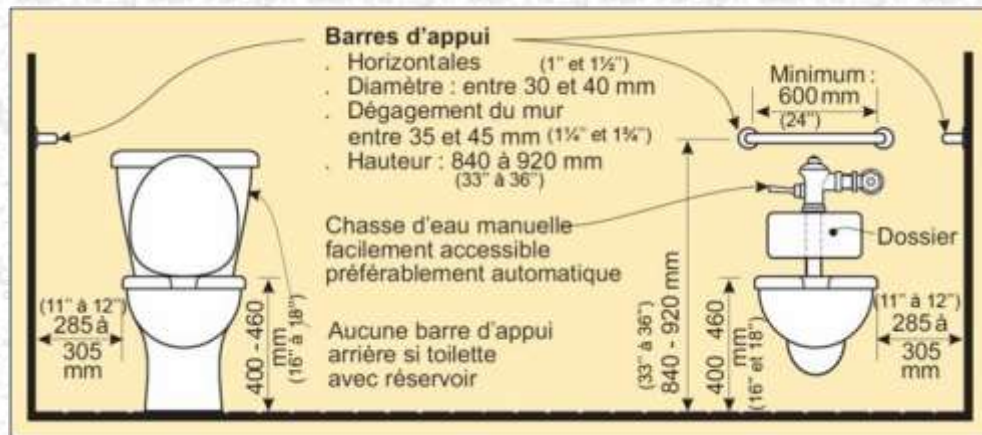 Barres d'appui
. Horizontales (1" et 1½")
. Diamètre : entre 30 et 40 mm
. Dégagement du mur
entre 35 et 45 mm (1¼" et 1¾")
. Hauteur : 840 à 920 mm
(33" à 36")
Minimum :
600 mm
(24")
Chasse d'eau manuelle
facilement accessible
préférablement automatique
Dossier
Aucune barre d'appui
arrière si toilette
avec réservoir
(11" à 12")
285 à
305
mm
400 - 460
mm
(16" à 18")
(33" à 36")
840 - 920 mm
400 460
mm
(16" et 18")
(11" à 12")
285 à
305
mm